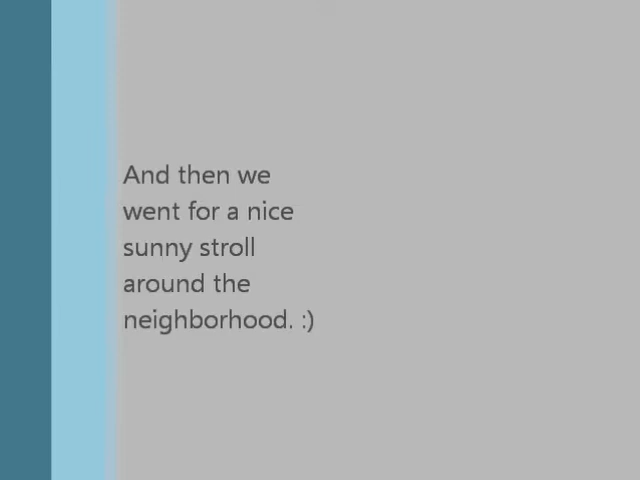 And then we
went for a nice
sunny stroll
around the
neighborhood. :)